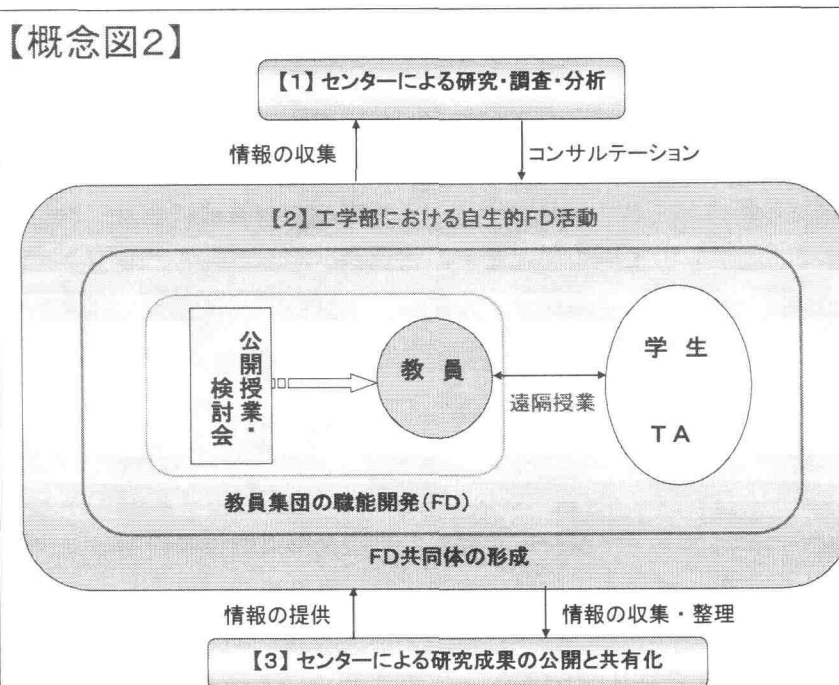 【概念図2】
【1】センターによる研究・調査・分析
情報の収集
コンサルテーション
【2】工学部における自生的FD活動
公開授業・
検討会
教 員
遠隔授業
学 生
TA
教員集団の職能開発(FD)
FD共同体の形成
情報の提供
情報の収集・整理
【3】センターによる研究成果の公開と共有化